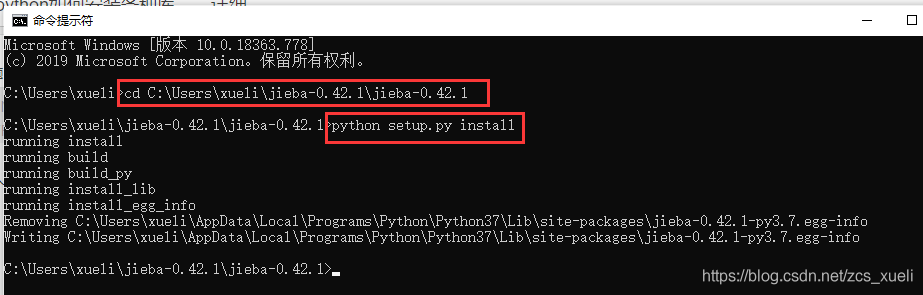 命令提示符
Microsoft Windows [版本 10.0.18363.778]
(c) 2019 Microsoft Corporation。保留所有权利。
C:\Users\xueli>cd C:\Users\xueli\jieba-0.42.1\jieba-0.42.1
C:\Users\xueli\jieba-0.42.1\jieba-0.42.1>python setup.py install
running install
running build
running build_py
running install_lib
running install_egg_info
Removing C:\Users\xueli\AppData\Local\Programs\Python\Python37\Lib\site-packages\jieba-0.42.1-py3.7.egg-info
Writing C:\Users\xueli\AppData\Local\Programs\Python\Python37\Lib\site-packages\jieba-0.42.1-py3.7.egg-info
C:\Users\xueli\jieba-0.42.1\jieba-0.42.1>
https://blog.csdn.net/zcs_xueli